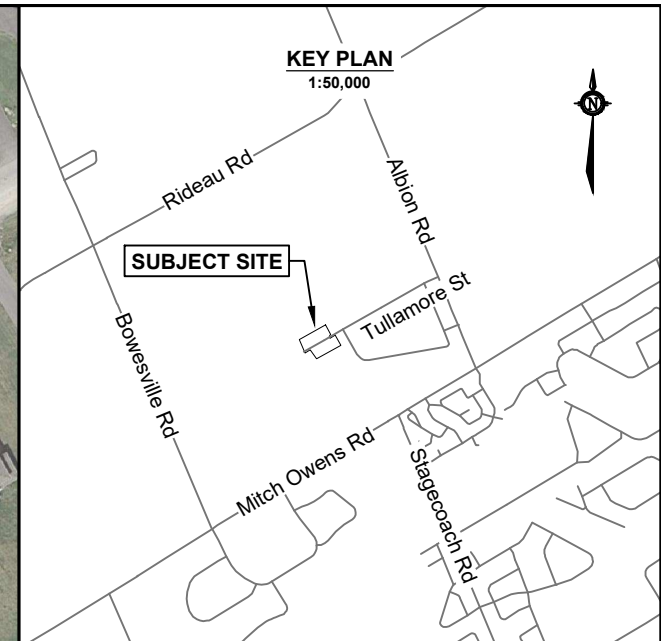 KEY PLAN
1:50,000
N
Rideau Rd
Albion Rd
SUBJECT SITE
Tullamore St
Bowesville Rd
Mitch Owens Rd
Stagecoach Rd